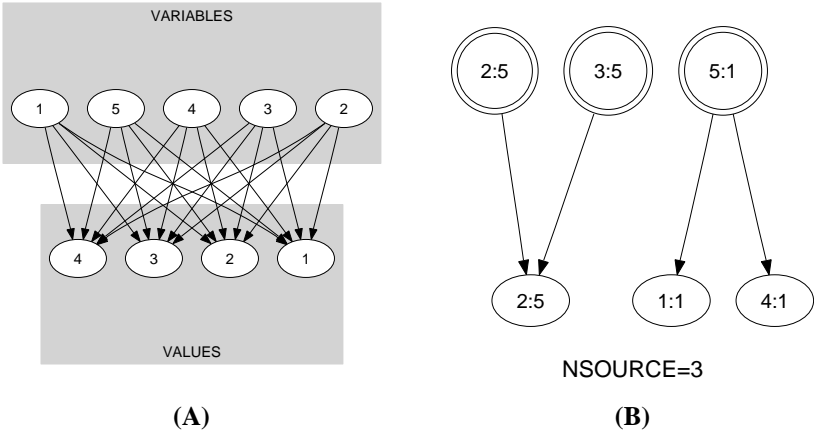 VARIABLES
1 5 4 3 2
4 3 2 1
VALUES
(A)
2:5 3:5 5:1
2:5 1:1 4:1
NSOURCE=3
(B)